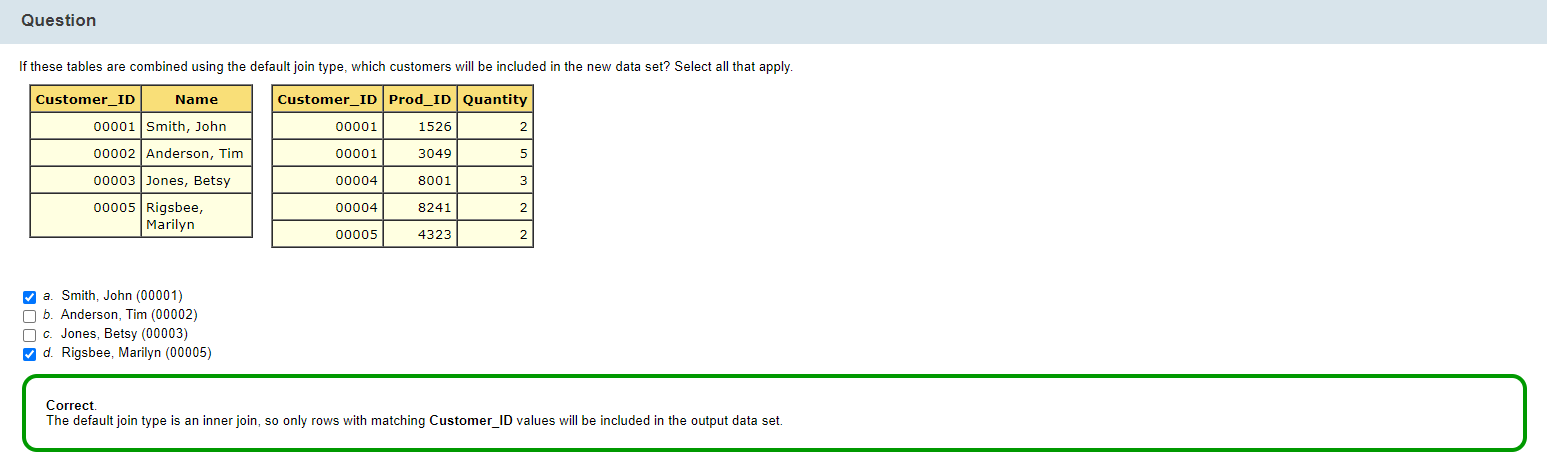 Question
If these tables are combined using the default join type, which customers will be included in the new data set? Select all that apply.
Customer_ID Name
00001 Smith, John
00002 Anderson, Tim
00003 Jones, Betsy
00005 Rigsbee,
Marilyn
Customer_ID Prod_ID Quantity
00001 1526 2
00001 3049 5
00004 8001 3
00004 8241 2
00005 4323 2
a. Smith, John (00001)
b. Anderson, Tim (00002)
c. Jones, Betsy (00003)
d. Rigsbee, Marilyn (00005)
Correct.
The default join type is an inner join, so only rows with matching Customer_ID values will be included in the output data set.